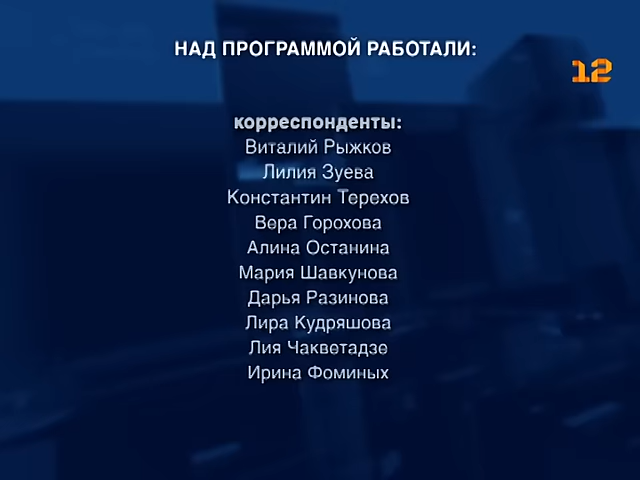 НАД ПРОГРАММОЙ РАБОТАЛИ:
12
корреспонденты:
Виталий Рыжков
Лилия Зуева
Константин Терехов
Вера Горохова
Алина Останина
Мария Шавкунова
Дарья Разинова
Лира Кудряшова
Лия Чакветадзе
Ирина Фоминых